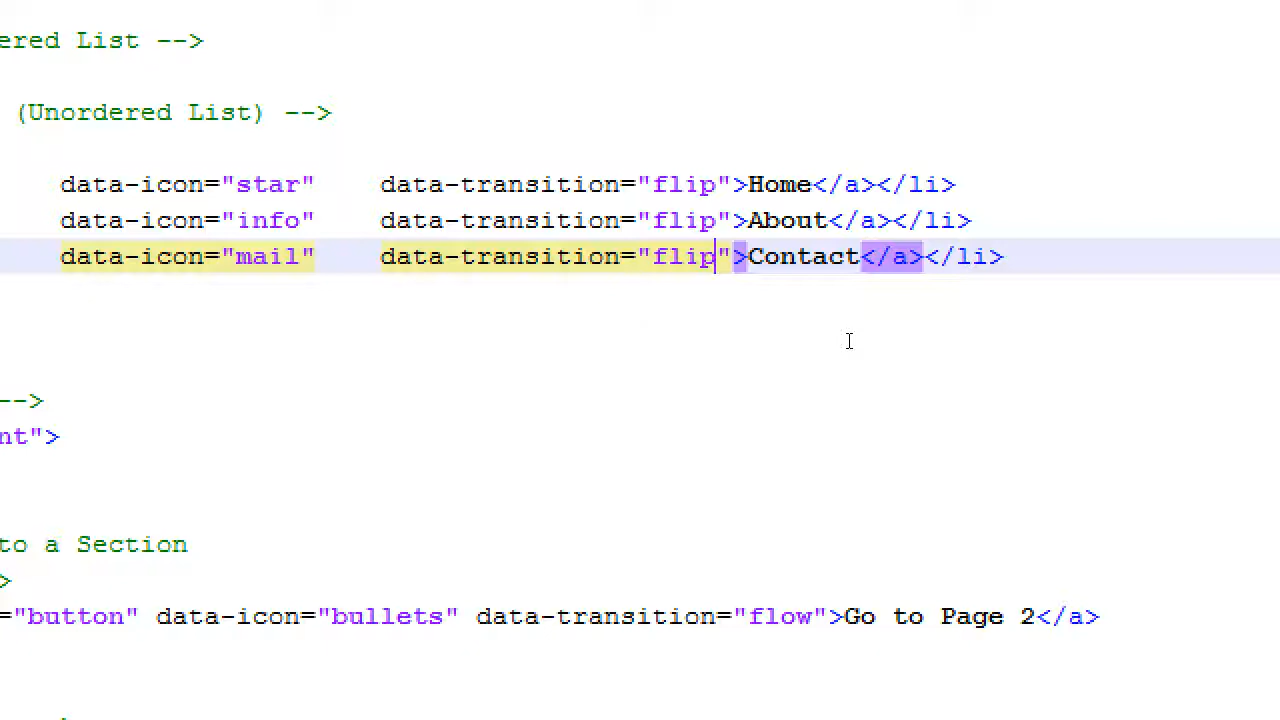 ered List -->
(Unordered List) -->
data-icon="star" data-transition="flip">Home</a></li>
data-icon="info" data-transition="flip">About</a></li>
data-icon="mail" data-transition="flip">Contact</a></li>
-->
nt">
to a Section
>
="button" data-icon="bullets" data-transition="flow">Go to Page 2</a>